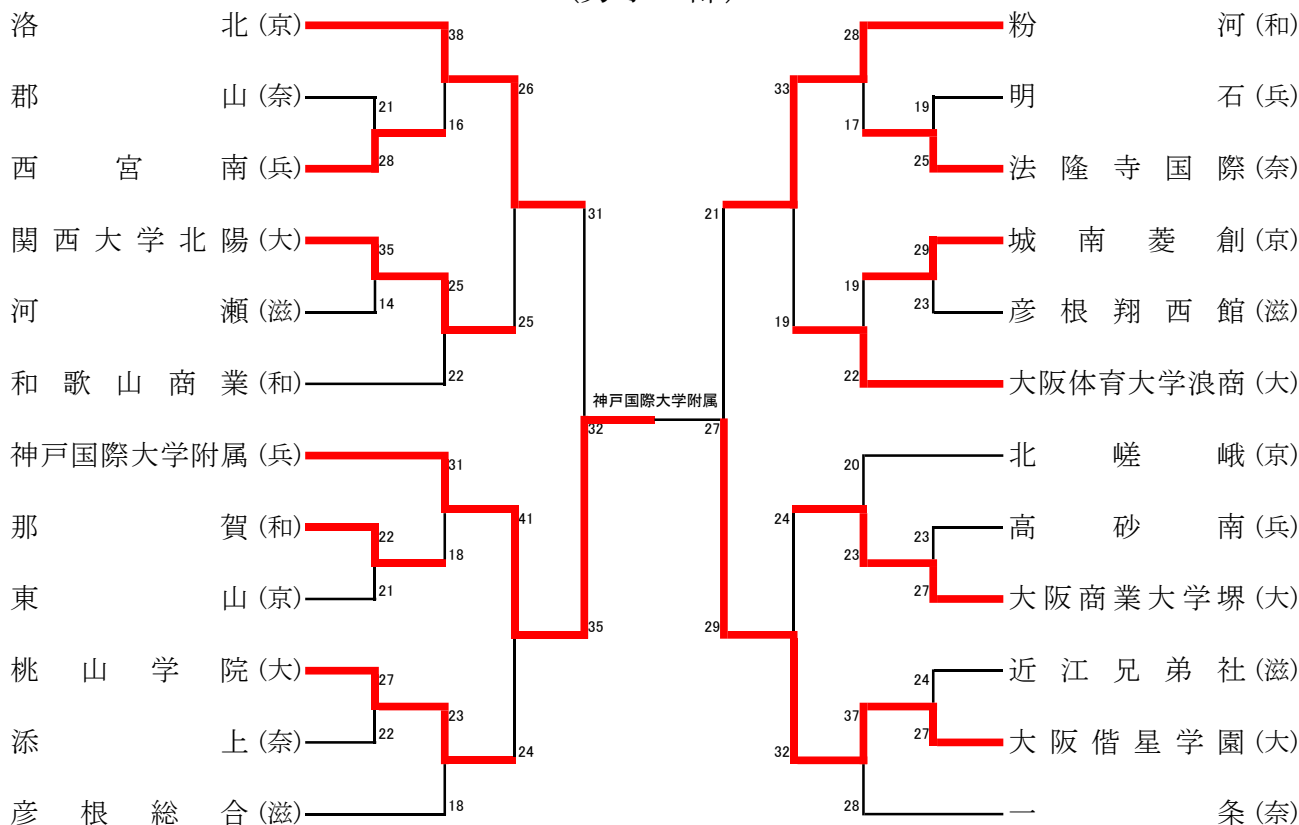 洛北(京)
郡山(奈)
西宮南(兵)
関西大学北陽(大)
河瀬(滋)
和歌山商業(和)
神戸国際大学附属(兵)
那賀(和)
東山(京)
桃山学院(大)
添上(奈)
彦根総合(滋)
38
21
16
28
26
35
14
25
22
25
31
31
22
18
21
41
27
22
23
18
24
35
32
神戸国際大学附属
27
21
29
33
28
17
19
25
29
19
23
22
19
20
24
23
23
27
24
37
27
32
28
粉河(和)
明石(兵)
法隆寺国際(奈)
城南菱創(京)
彦根翔西館(滋)
大阪体育大学浪商(大)
北嵯峨(京)
高砂南(兵)
大阪商業大学堺(大)
近江兄弟社(滋)
大阪偕星学園(大)
一条(奈)